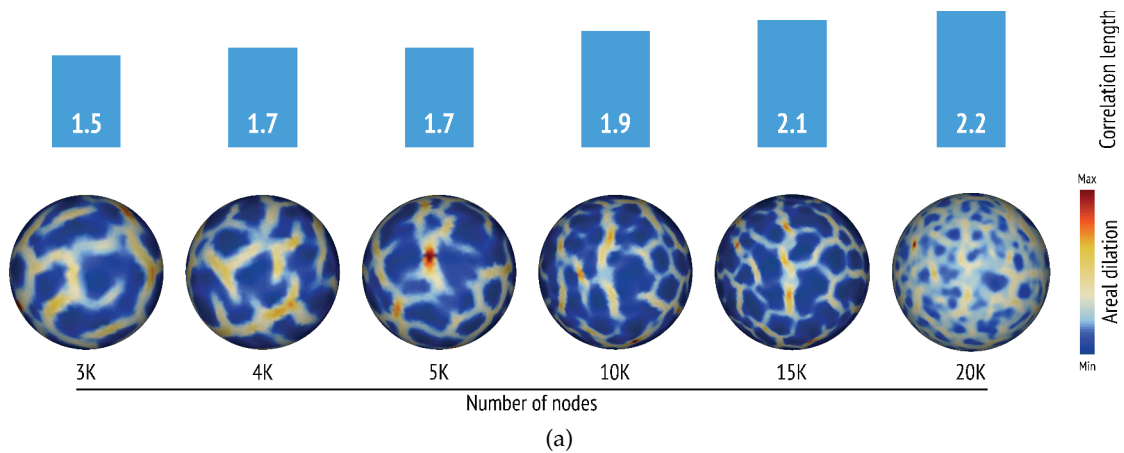 1.5
1.7
1.7
1.9
2.1
2.2
Correlation length
Max
Areal dilation
Min
3K
4K
5K
10K
15K
20K
Number of nodes
(a)